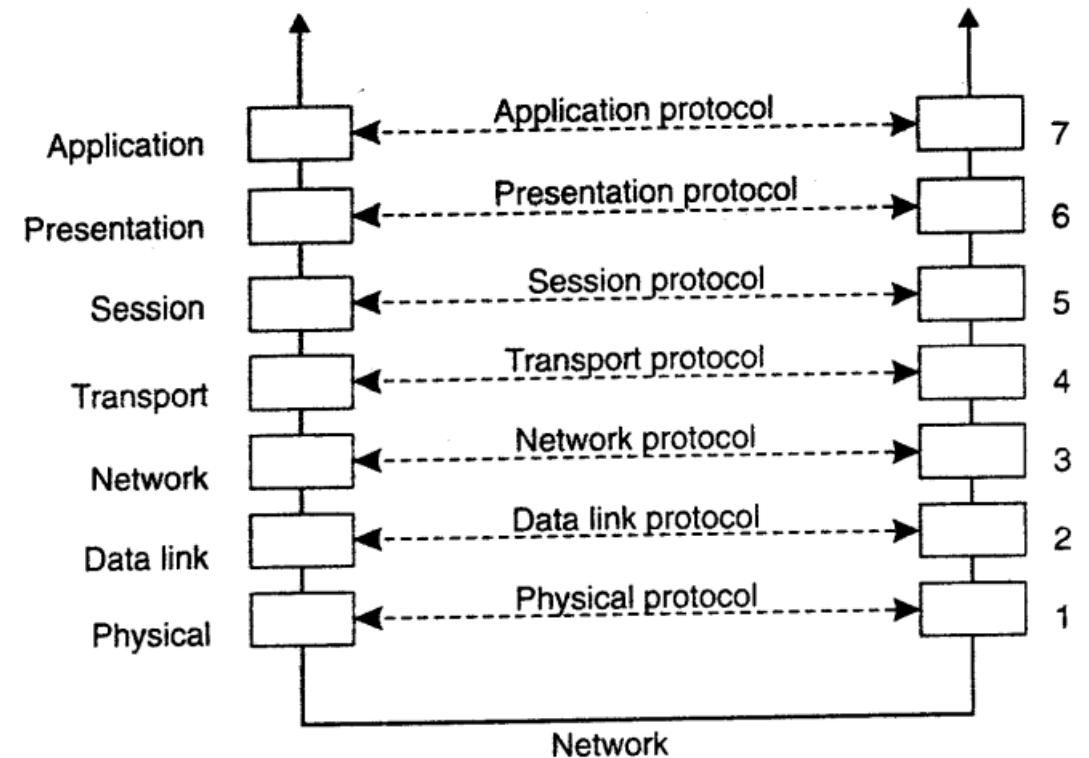 Application protocol
Application
7
Presentation protocol
Presentation
6
Session protocol
Session
5
Transport protocol
Transport
4
Network protocol
Network
3
Data link protocol
Data link
2
Physical protocol
Physical
1
Network